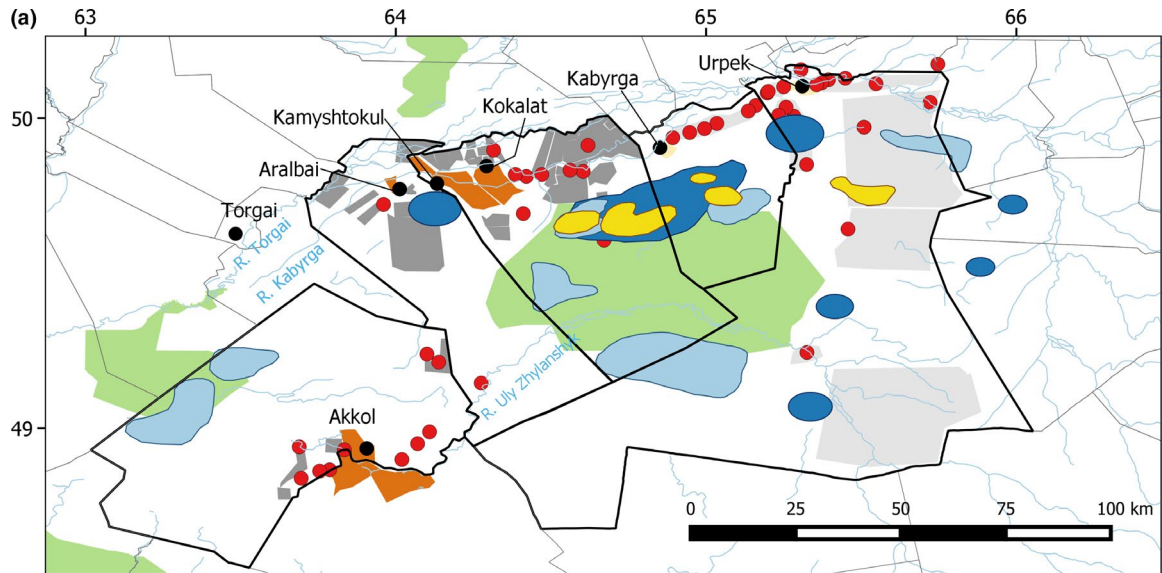 (a)
63 64 65 66
50
49
Urpek
Kabyrga
Kokalat
Kamyshtokul
Aralbai
Torgai
R. Torgai
R. Kabyrga
R. Uly Zhylanshyk
Akkol
0 25 50 75 100 km